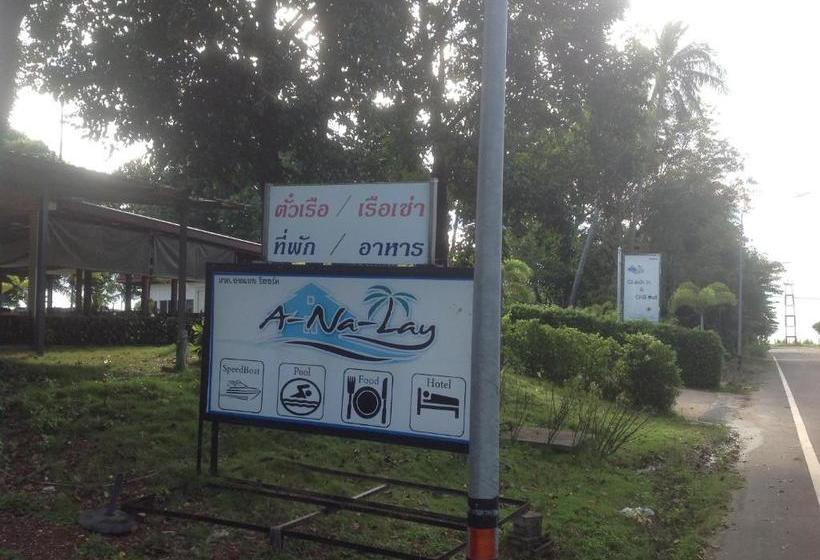 ตั๋วเรือ / เรือเช่า
ที่พัก / อาหาร
A-Na-Lay
SpeedBoat Pool Food Hotel